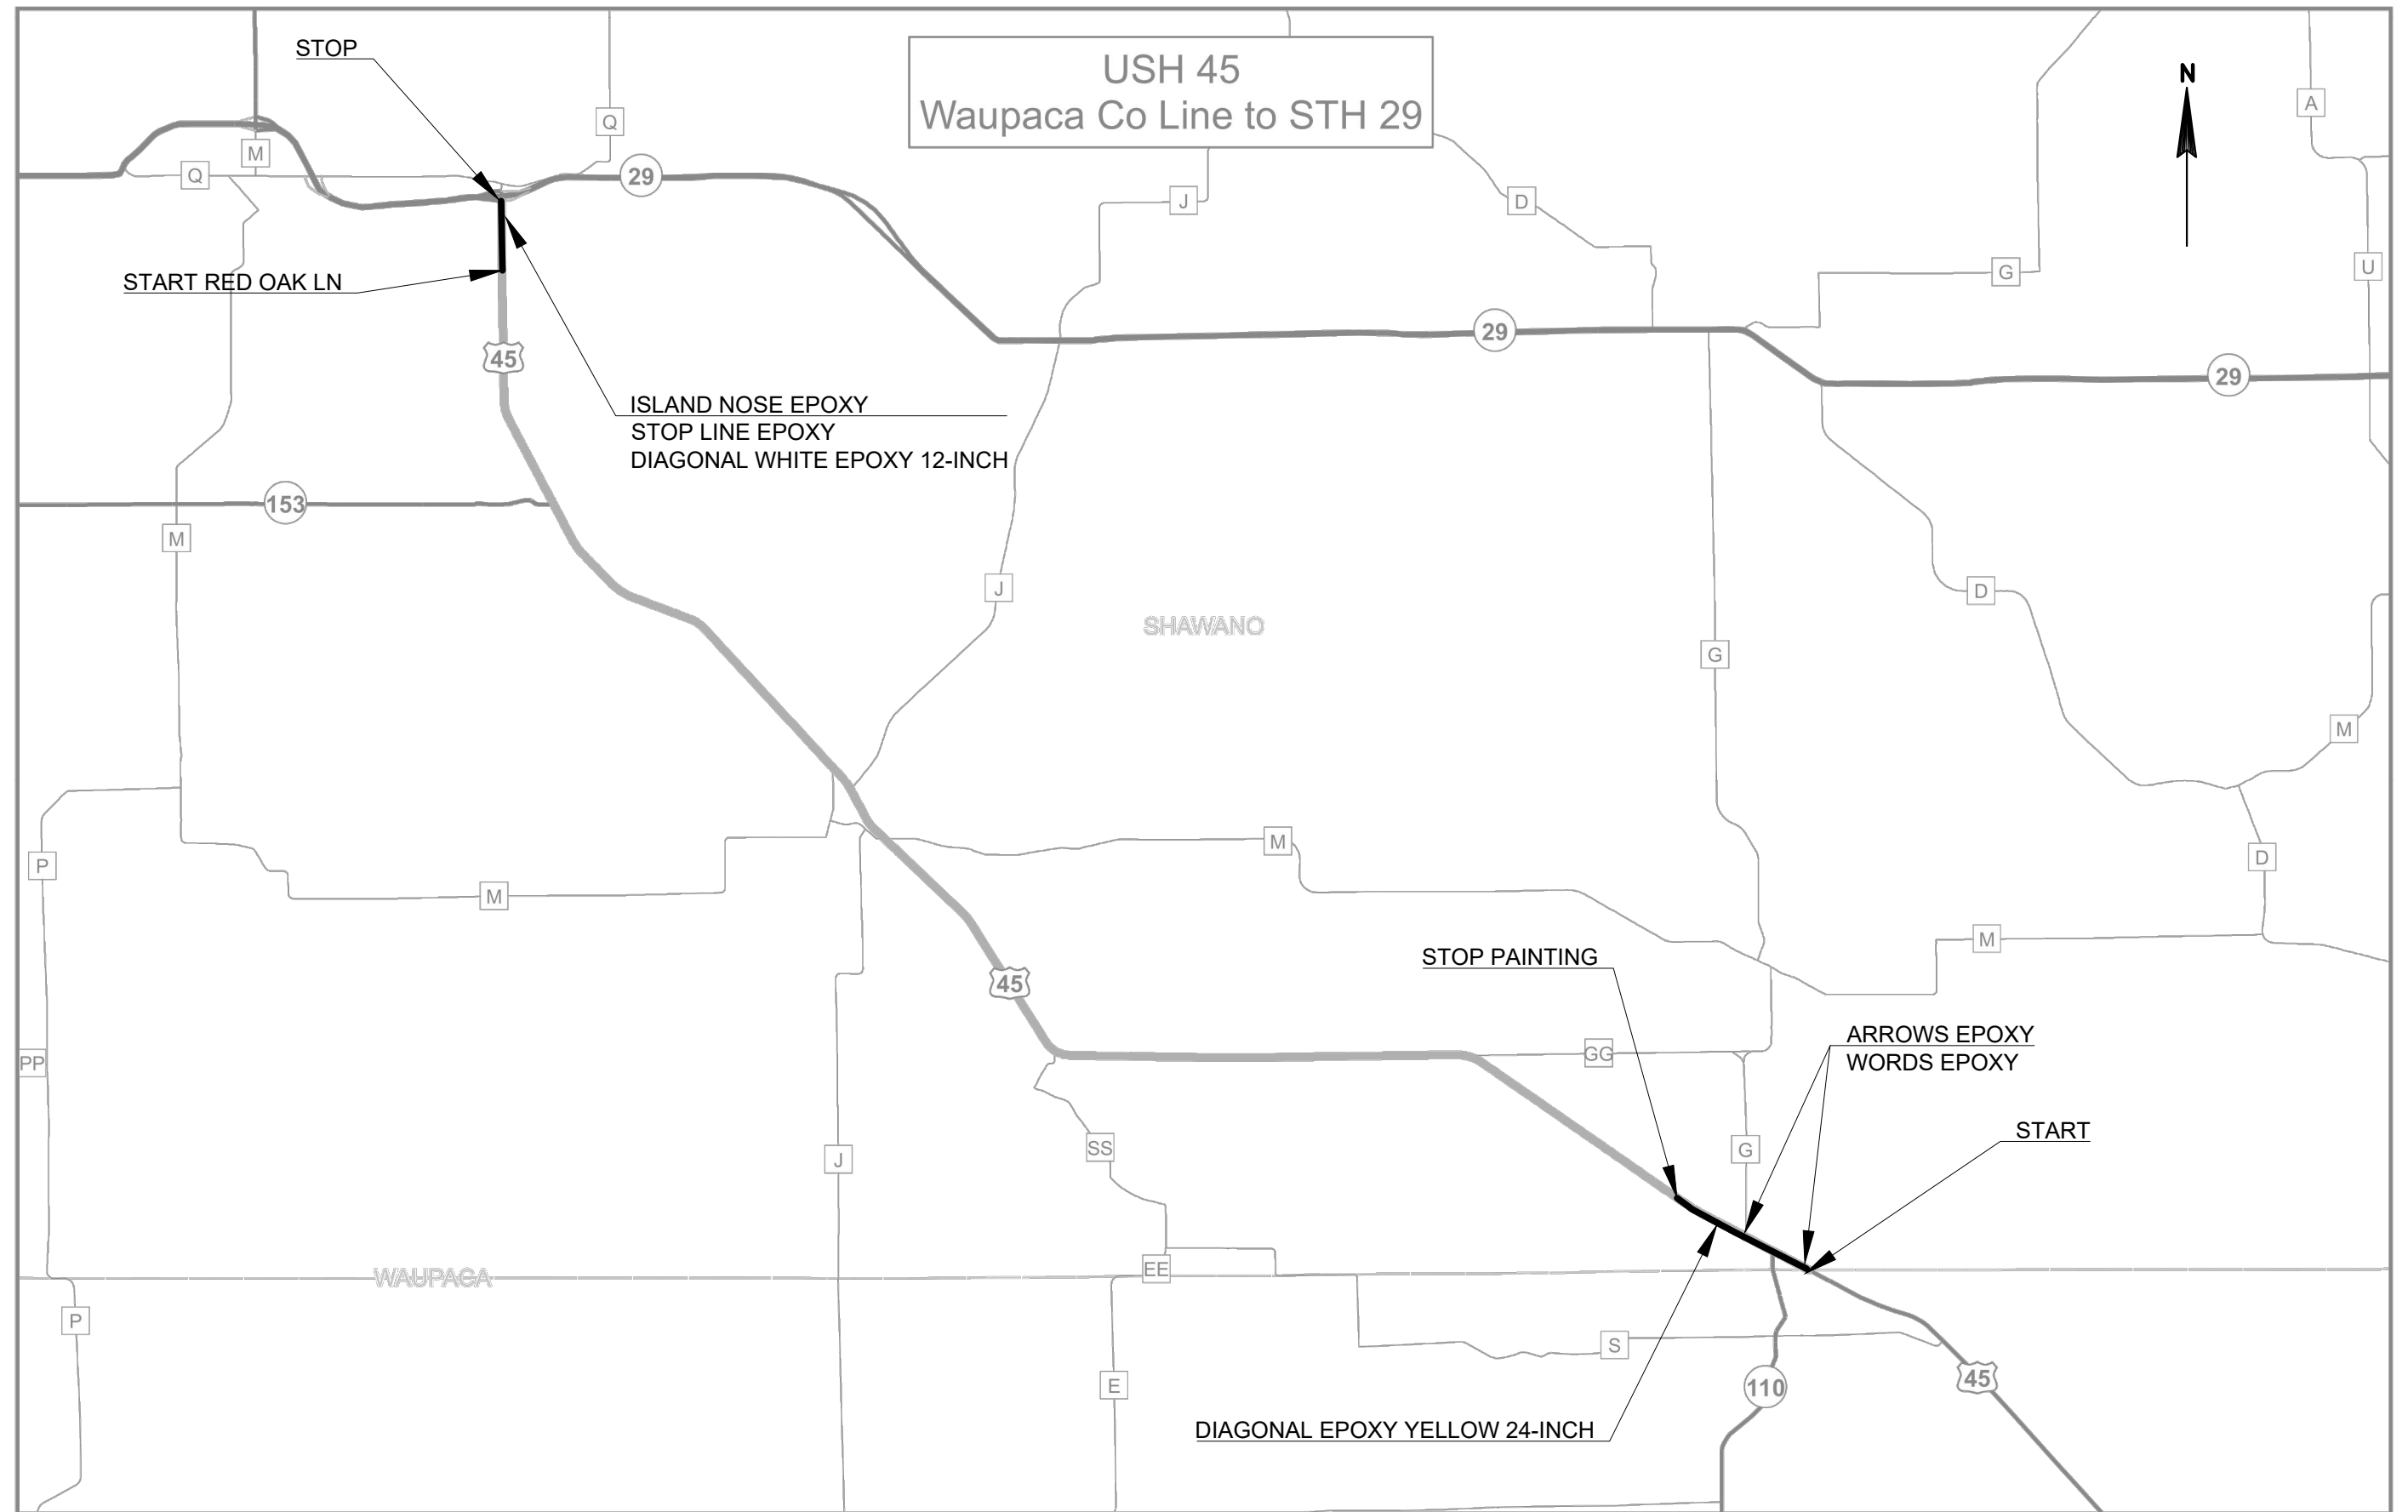 STOP
USH 45
Waupaca Co Line to STH 29
N
A
Q
M
Q
29
J
D
G
U
START RED OAK LN
29
45
29
ISLAND NOSE EPOXY
STOP LINE EPOXY
DIAGONAL WHITE EPOXY 12-INCH
153
M
J
D
SHAWANO
G
M
M
D
P
M
M
STOP PAINTING
45
ARROWS EPOXY
WORDS EPOXY
GG
PP
START
SS
G
J
EE
WAUPACA
P
S
45
E
110
DIAGONAL EPOXY YELLOW 24-INCH